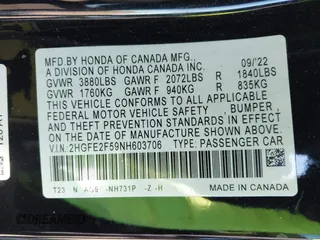 MFD. BY HONDA OF CANADA MFG.,
A DIVISION OF HONDA CANADA INC. 09/'22
GVWR 3880LBS GAWR F 2072LBS R 1840LBS
GVWR 1760KG GAWR F 940KG R 835KG
THIS VEHICLE CONFORMS TO ALL APPLICABLE
FEDERAL MOTOR VEHICLE SAFETY, BUMPER,
AND THEFT PREVENTION STANDARDS IN EFFECT
ON THE DATE OF MANUFACTURE SHOWN ABOVE.
V.I.N: 2HGFE2F59NH603706 TYPE: PASSENGER CAR
T23 N -NH731P -Z -H MADE IN CANADA